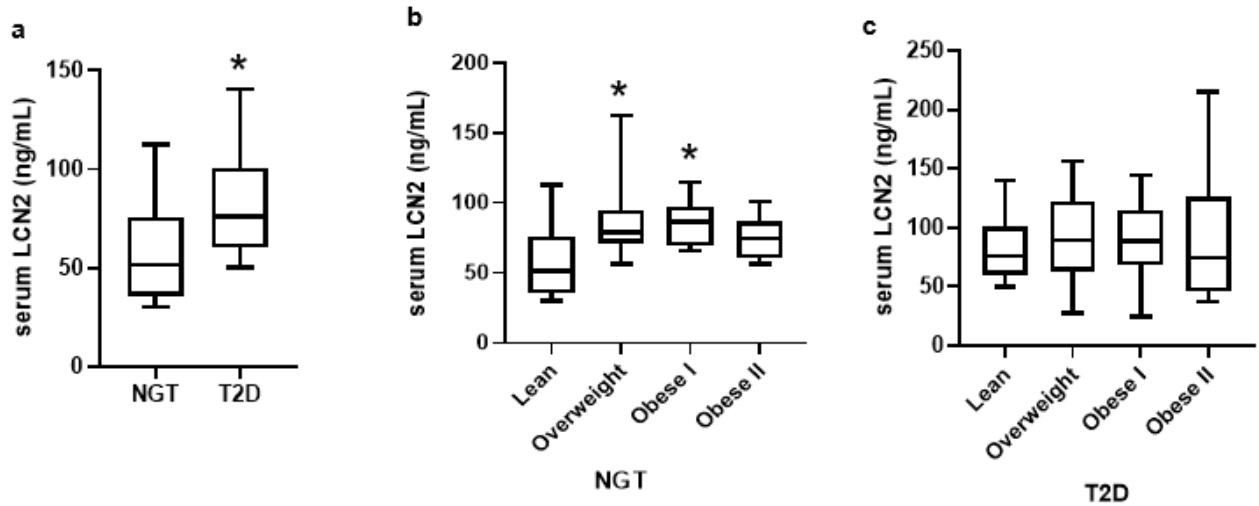 a
serum LCN2 (ng/mL)
150
100
50
0
*
NGT
T2D
b
serum LCN2 (ng/mL)
200
150
100
50
0
*
*
Lean
Overweight
Obese I
Obese II
NGT
c
serum LCN2 (ng/mL)
250
200
150
100
50
0
Lean
Overweight
Obese I
Obese II
T2D